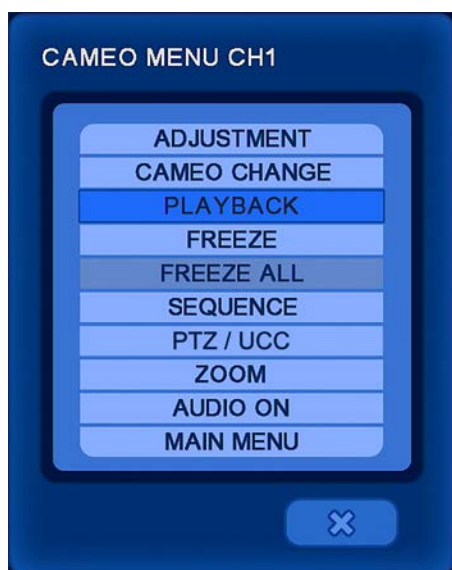 CAMEO MENU CH1
ADJUSTMENT
CAMEO CHANGE
PLAYBACK
FREEZE
FREEZE ALL
SEQUENCE
PTZ / UCC
ZOOM
AUDIO ON
MAIN MENU